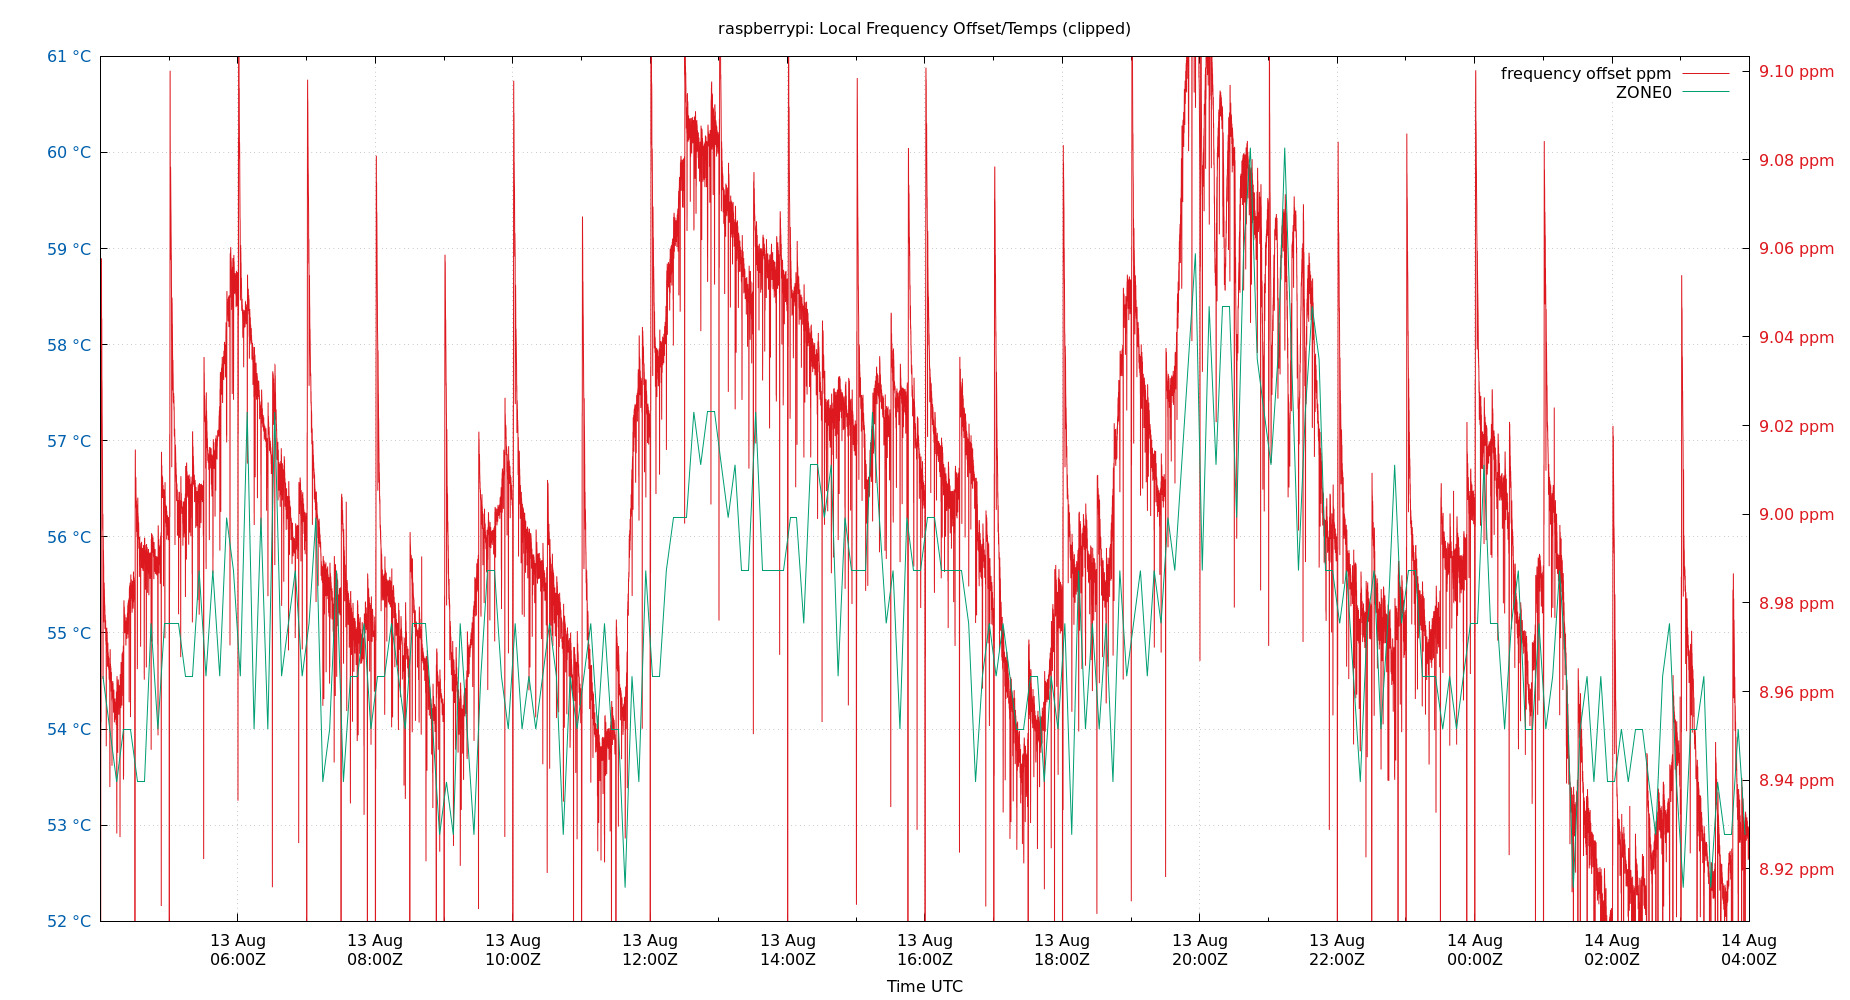 raspberrypi: Local Frequency Offset/Temps (clipped)
61 °C
60 °C
59 °C
58 °C
57 °C
56 °C
55 °C
54 °C
53 °C
52 °C
frequency offset ppm
ZONE0
9.10 ppm
9.08 ppm
9.06 ppm
9.04 ppm
9.02 ppm
9.00 ppm
8.98 ppm
8.96 ppm
8.94 ppm
8.92 ppm
13 Aug
06:00Z
13 Aug
08:00Z
13 Aug
10:00Z
13 Aug
12:00Z
13 Aug
14:00Z
13 Aug
16:00Z
13 Aug
18:00Z
13 Aug
20:00Z
13 Aug
22:00Z
14 Aug
00:00Z
14 Aug
02:00Z
14 Aug
04:00Z
Time UTC